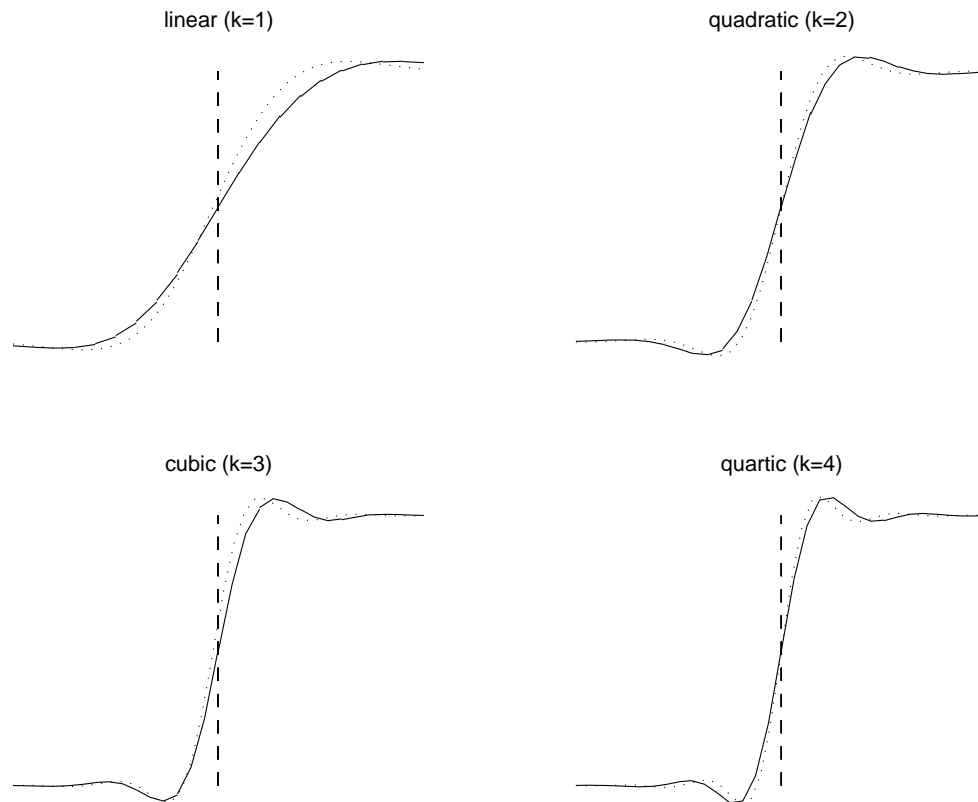 linear (k=1)
quadratic (k=2)
cubic (k=3)
quartic (k=4)